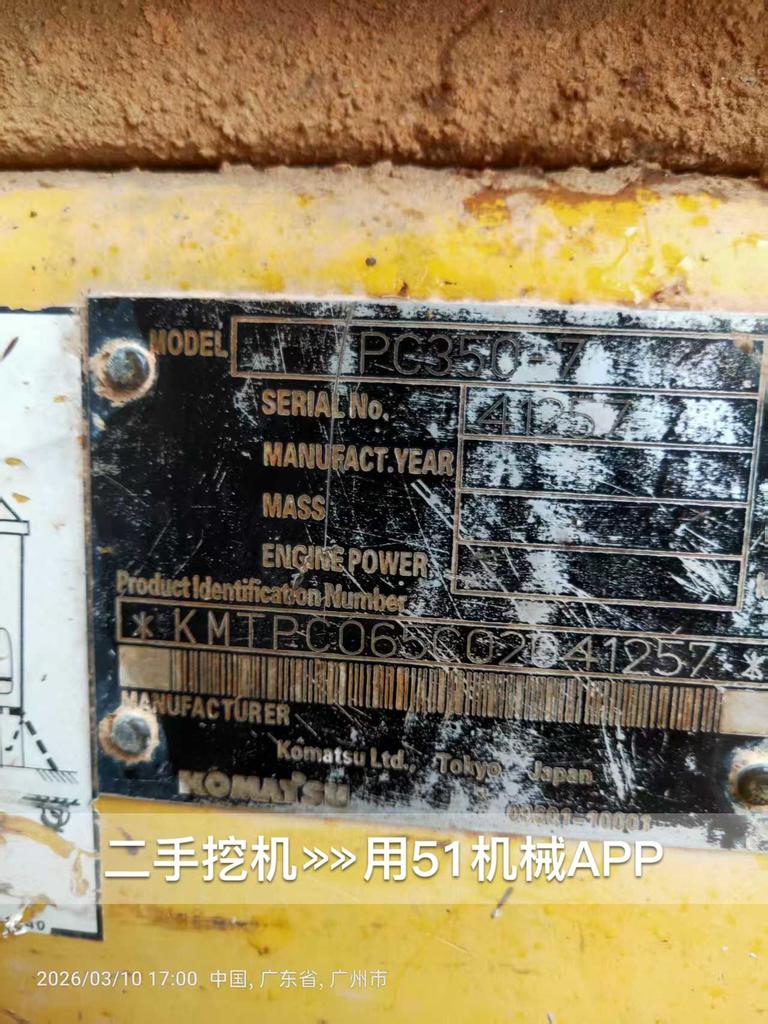 MODEL PC350-7
SERIAL No. 41257
MANUFACT.YEAR
MASS
ENGINE POWER
Product Identification Number
*KMTPC065C02041257*
MANUFACTURER
Komatsu Ltd., Tokyo Japan
KOMATSU
二手挖机»»用51机械APP
2026/03/10 17:00 中国,广东省,广州市